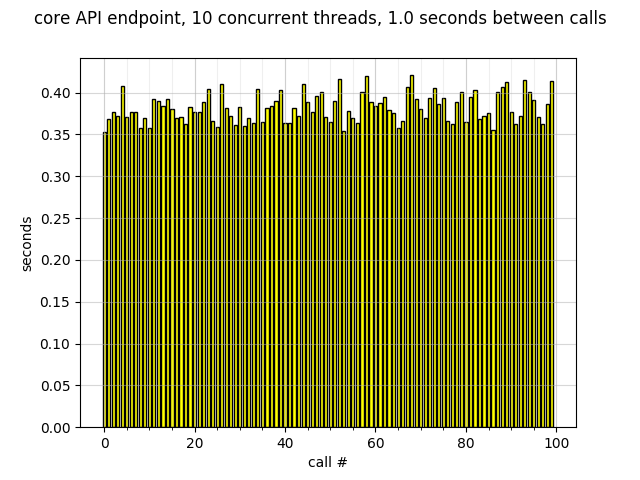 core API endpoint, 10 concurrent threads, 1.0 seconds between calls
0.40
0.35
0.30
0.25
0.20
0.15
0.10
0.05
0.00
seconds
0 20 40 60 80 100
call #